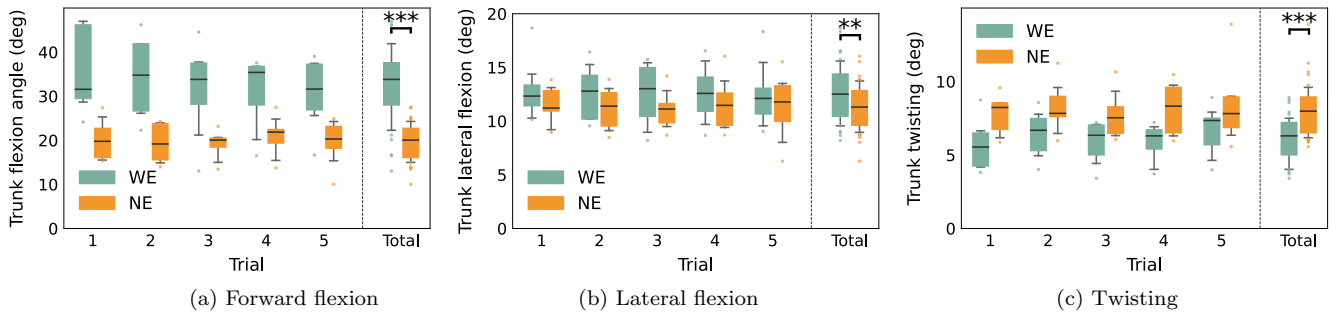 ***
Trunk flexion angle (deg)
40
30
20
10
0
WE
NE
1 2 3 4 5 Total
Trial
(a) Forward flexion
**
Trunk lateral flexion (deg)
20
15
10
5
0
WE
NE
1 2 3 4 5 Total
Trial
(b) Lateral flexion
***
Trunk twisting (deg)
10
5
0
WE
NE
1 2 3 4 5 Total
Trial
(c) Twisting